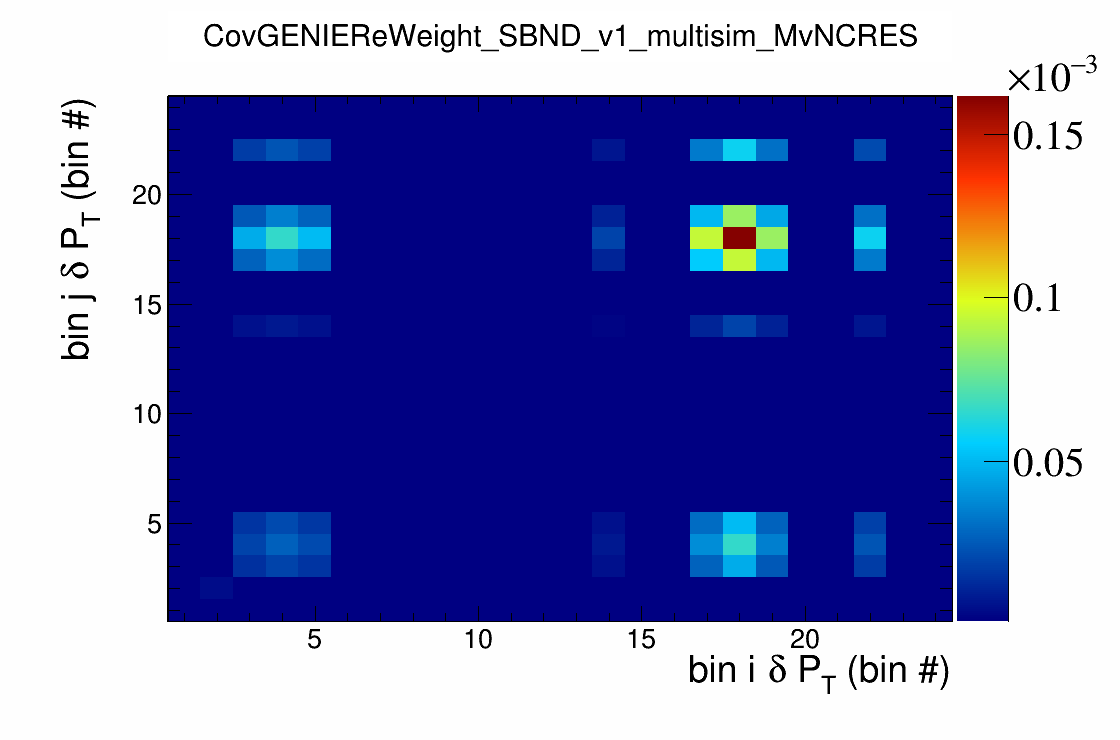 CovGENIEReWeight_SBND_v1_multisim_MvNCRES
×10⁻³
0.15
0.1
0.05
bin j δ P_T (bin #)
20
15
10
5
5 10 15 20
bin i δ P_T (bin #)